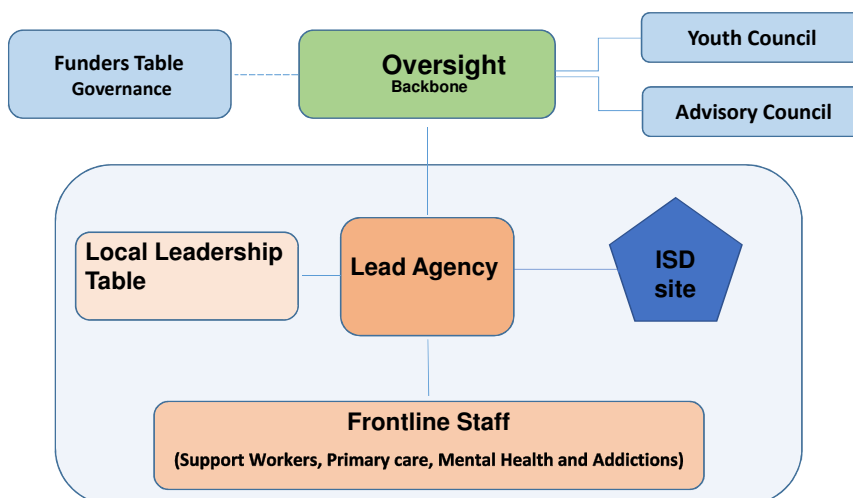 Funders Table
Governance
Oversight
Backbone
Youth Council
Advisory Council
Local Leadership
Table
Lead Agency
ISD
site
Frontline Staff
(Support Workers, Primary care, Mental Health and Addictions)